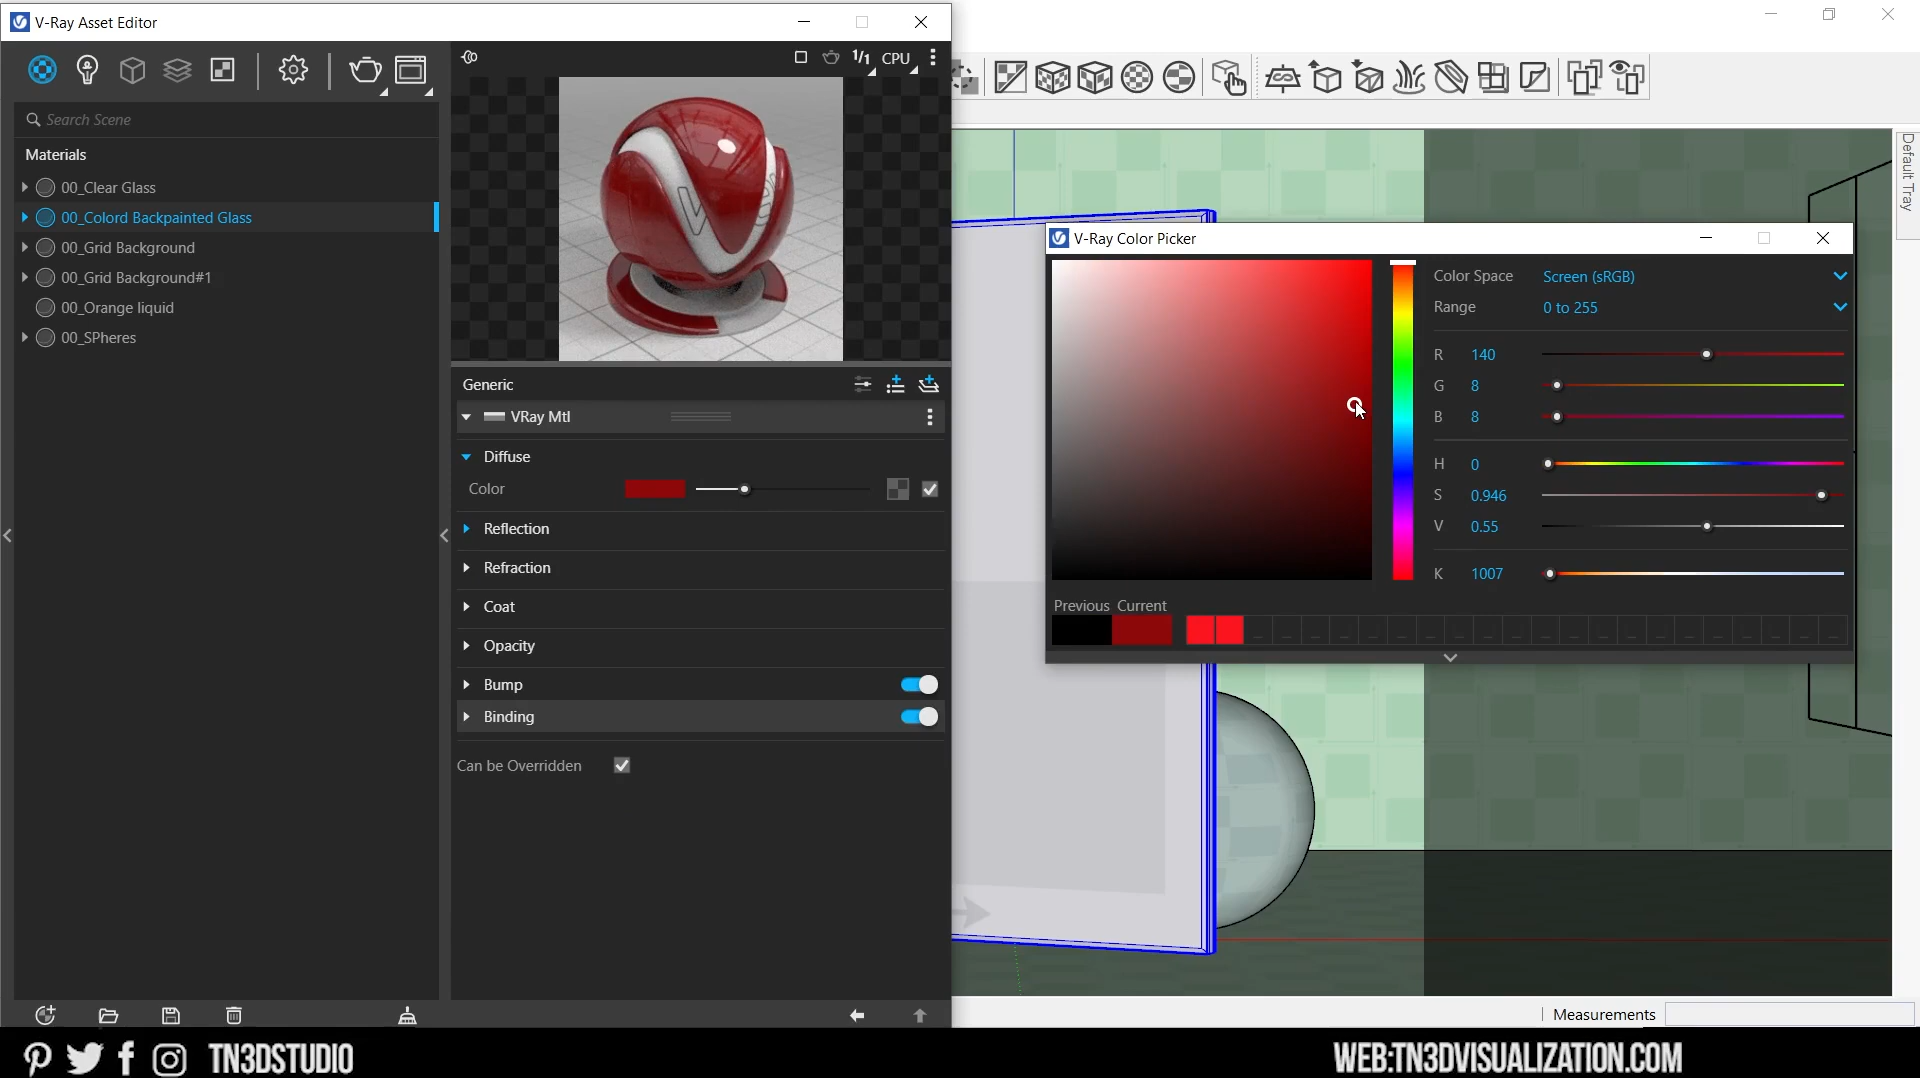 V-Ray Asset Editor
1/1
CPU
Search Scene
Materials
00_Clear Glass
00_Colord Backpainted Glass
00_Grid Background
00_Grid Background#1
00_Orange liquid
00_SPheres
Generic
VRay Mtl
Diffuse
Color
Reflection
Refraction
Coat
Opacity
Bump
Binding
Can be Overridden
Default Tray
V-Ray Color Picker
Color Space Screen (sRGB)
Range 0 to 255
R 140
G 8
B 8
H 0
S 0.946
V 0.55
K 1007
Previous Current
Measurements
TN3DSTUDIO
WEB:TN3DVISUALIZATION.COM